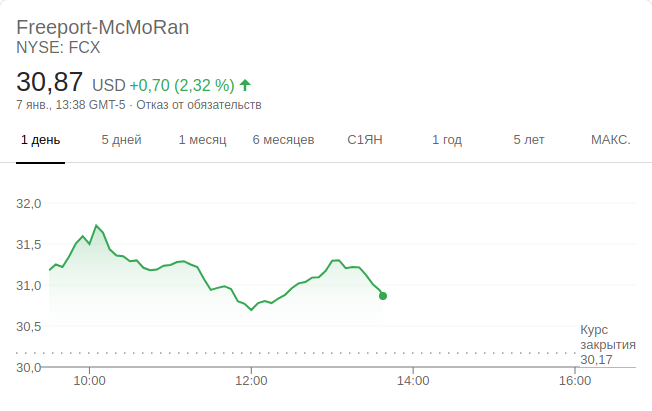 Freeport-McMoRan
NYSE: FCX
30,87 USD +0,70 (2,32 %)
7 янв., 13:38 GMT-5 · Отказ от обязательств
1 день 5 дней 1 месяц 6 месяцев С1ЯН 1 год 5 лет МАКС.
32,0
31,5
31,0
30,5
30,0
Курс
закрытия
30,17
10:00 12:00 14:00 16:00